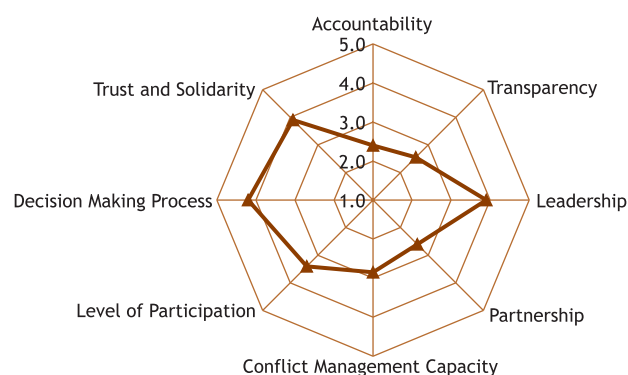 Accountability
5.0
Trust and Solidarity
4.0
Transparency
3.0
2.0
Decision Making Process
1.0
Leadership
Level of Participation
Partnership
Conflict Management Capacity